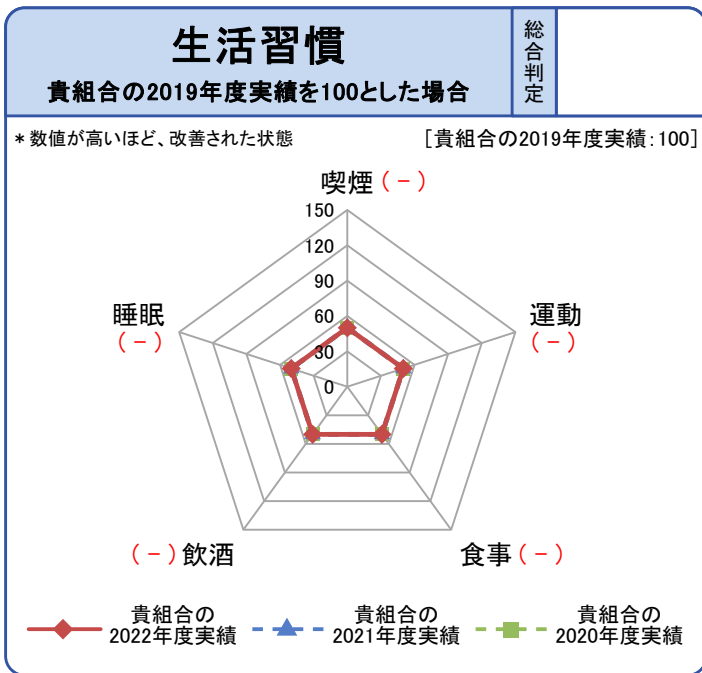 生活習慣
貴組合の2019年度実績を100とした場合
総合判定
＊数値が高いほど、改善された状態
[貴組合の2019年度実績：100]
喫煙(－)
150
120
90
60
30
0
睡眠
(－)
運動
(－)
(－)飲酒
食事(－)
貴組合の
2022年度実績
貴組合の
2021年度実績
貴組合の
2020年度実績